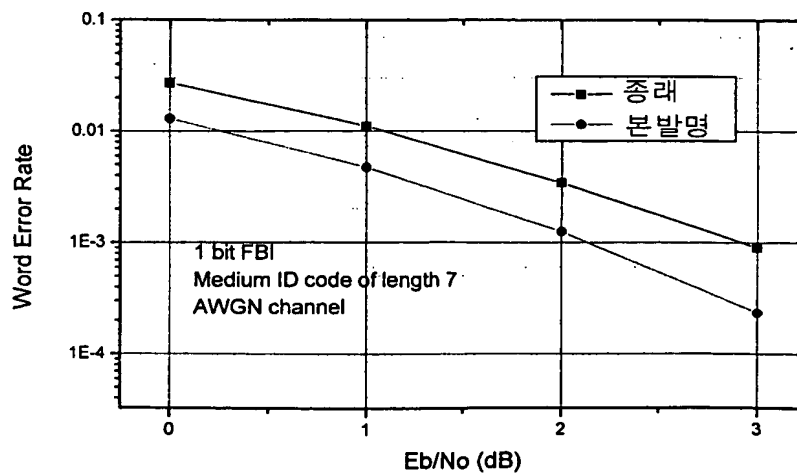 0.1
종래
본발명
0.01
1E-3
1E-4
Word Error Rate
1 bit FBI
Medium ID code of length 7
AWGN channel
0 1 2 3
Eb/No (dB)